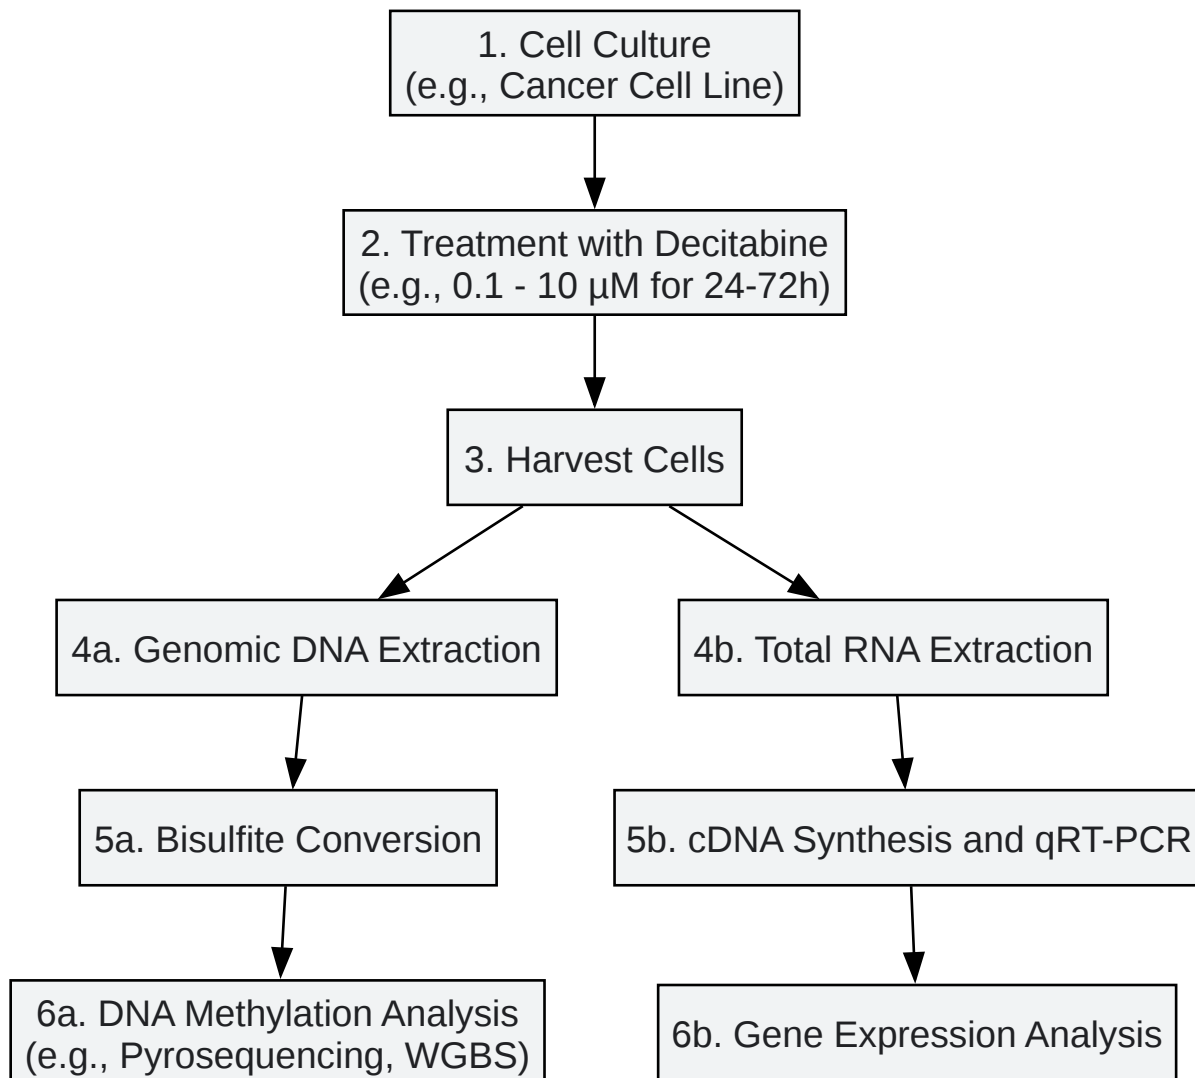 1. Cell Culture
(e.g., Cancer Cell Line)
2. Treatment with Decitabine
(e.g., 0.1 - 10 µM for 24-72h)
3. Harvest Cells
4a. Genomic DNA Extraction
4b. Total RNA Extraction
5a. Bisulfite Conversion
5b. cDNA Synthesis and qRT-PCR
6a. DNA Methylation Analysis
(e.g., Pyrosequencing, WGBS)
6b. Gene Expression Analysis